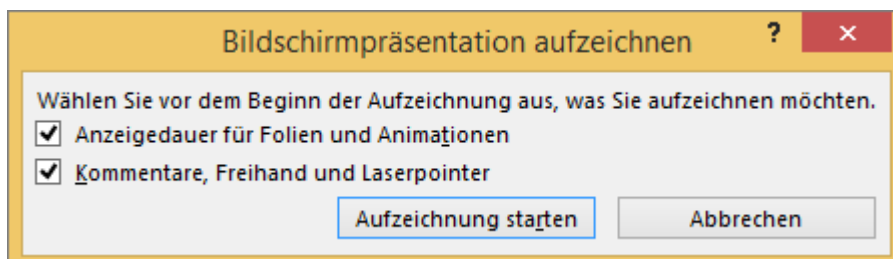 Bildschirmpräsentation aufzeichnen ?
Wählen Sie vor dem Beginn der Aufzeichnung aus, was Sie aufzeichnen möchten.
Anzeigedauer für Folien und Animationen
Kommentare, Freihand und Laserpointer
Aufzeichnung starten Abbrechen